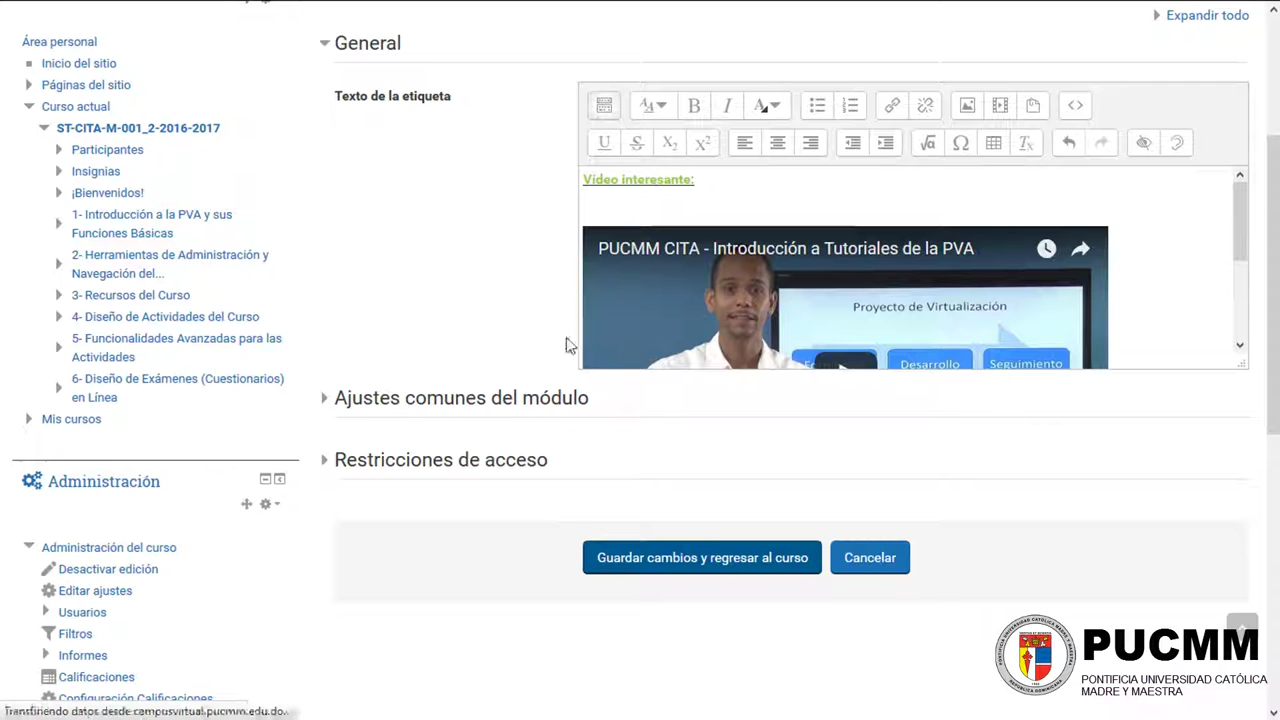 Expandir todo
Área personal
Inicio del sitio
Páginas del sitio
Curso actual
ST-CITA-M-001_2-2016-2017
Participantes
Insignias
¡Bienvenidos!
1- Introducción a la PVA y sus
Funciones Básicas
2- Herramientas de Administración y
Navegación del...
3- Recursos del Curso
4- Diseño de Actividades del Curso
5- Funcionalidades Avanzadas para las
Actividades
6- Diseño de Exámenes (Cuestionarios)
en Línea
Mis cursos
Administración
Administración del curso
Desactivar edición
Editar ajustes
Usuarios
Filtros
Informes
Calificaciones
Configuración Calificaciones
Transfiriendo datos desde campusvirtual.pucmm.edu.do...
General
Texto de la etiqueta
Vídeo interesante:
PUCMM CITA - Introducción a Tutoriales de la PVA
Proyecto de Virtualización
Desarrollo
Seguimiento
Ajustes comunes del módulo
Restricciones de acceso
Guardar cambios y regresar al curso
Cancelar
PUCMM
PONTIFICIA UNIVERSIDAD CATÓLICA
MADRE Y MAESTRA